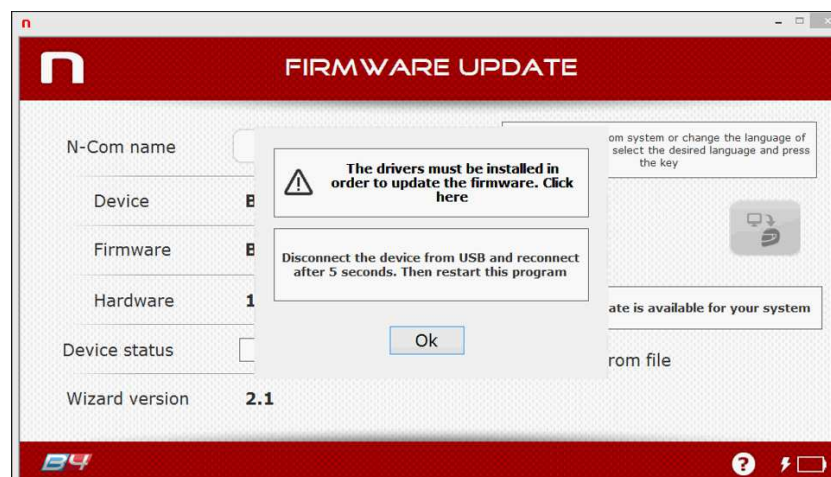 n
n
FIRMWARE UPDATE
N-Com name
om system or change the language of
select the desired language and press
the key
The drivers must be installed in
order to update the firmware. Click
here
Device
B
Firmware
B
Disconnect the device from USB and reconnect
after 5 seconds. Then restart this program
Hardware
1
ate is available for your system
Ok
Device status
rom file
Wizard version
2.1
B4
?